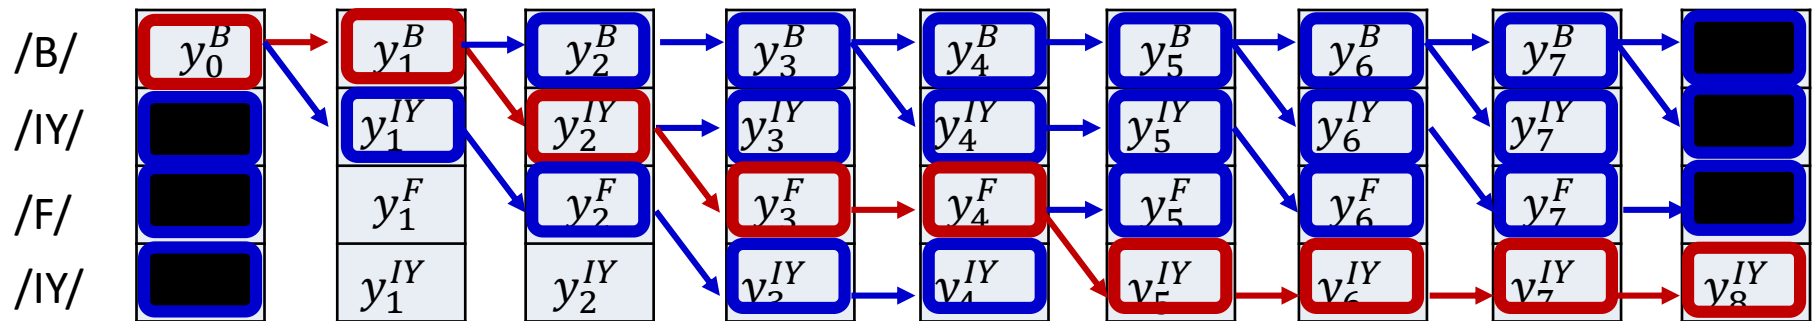 /B/ y_0^B y_1^B y_2^B y_3^B y_4^B y_5^B y_6^B y_7^B
/IY/ y_1^{IY} y_2^{IY} y_3^{IY} y_4^{IY} y_5^{IY} y_6^{IY} y_7^{IY}
/F/ y_1^F y_2^F y_3^F y_4^F y_5^F y_6^F y_7^F
/IY/ y_1^{IY} y_2^{IY} y_3^{IY} y_4^{IY} y_5^{IY} y_6^{IY} y_7^{IY} y_8^{IY}